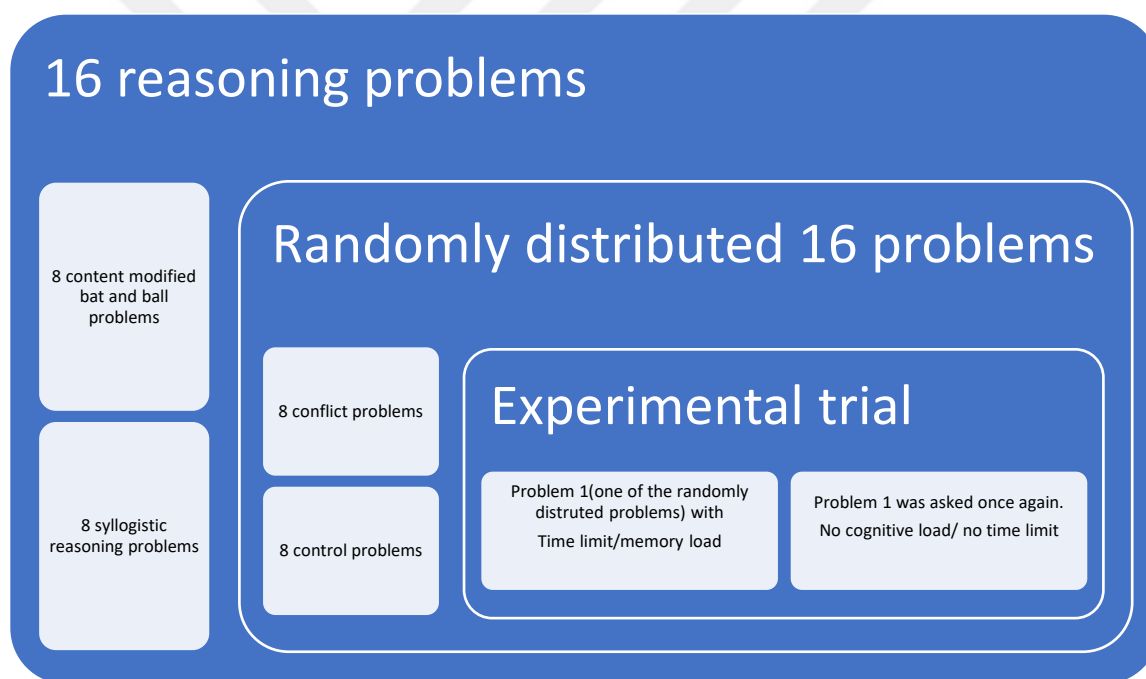 16 reasoning problems
8 content modified
bat and ball
problems
8 syllogistic
reasoning problems
Randomly distributed 16 problems
8 conflict problems
8 control problems
Experimental trial
Problem 1(one of the randomly
distruted problems) with
Time limit/memory load
Problem 1 was asked once again.
No cognitive load/ no time limit